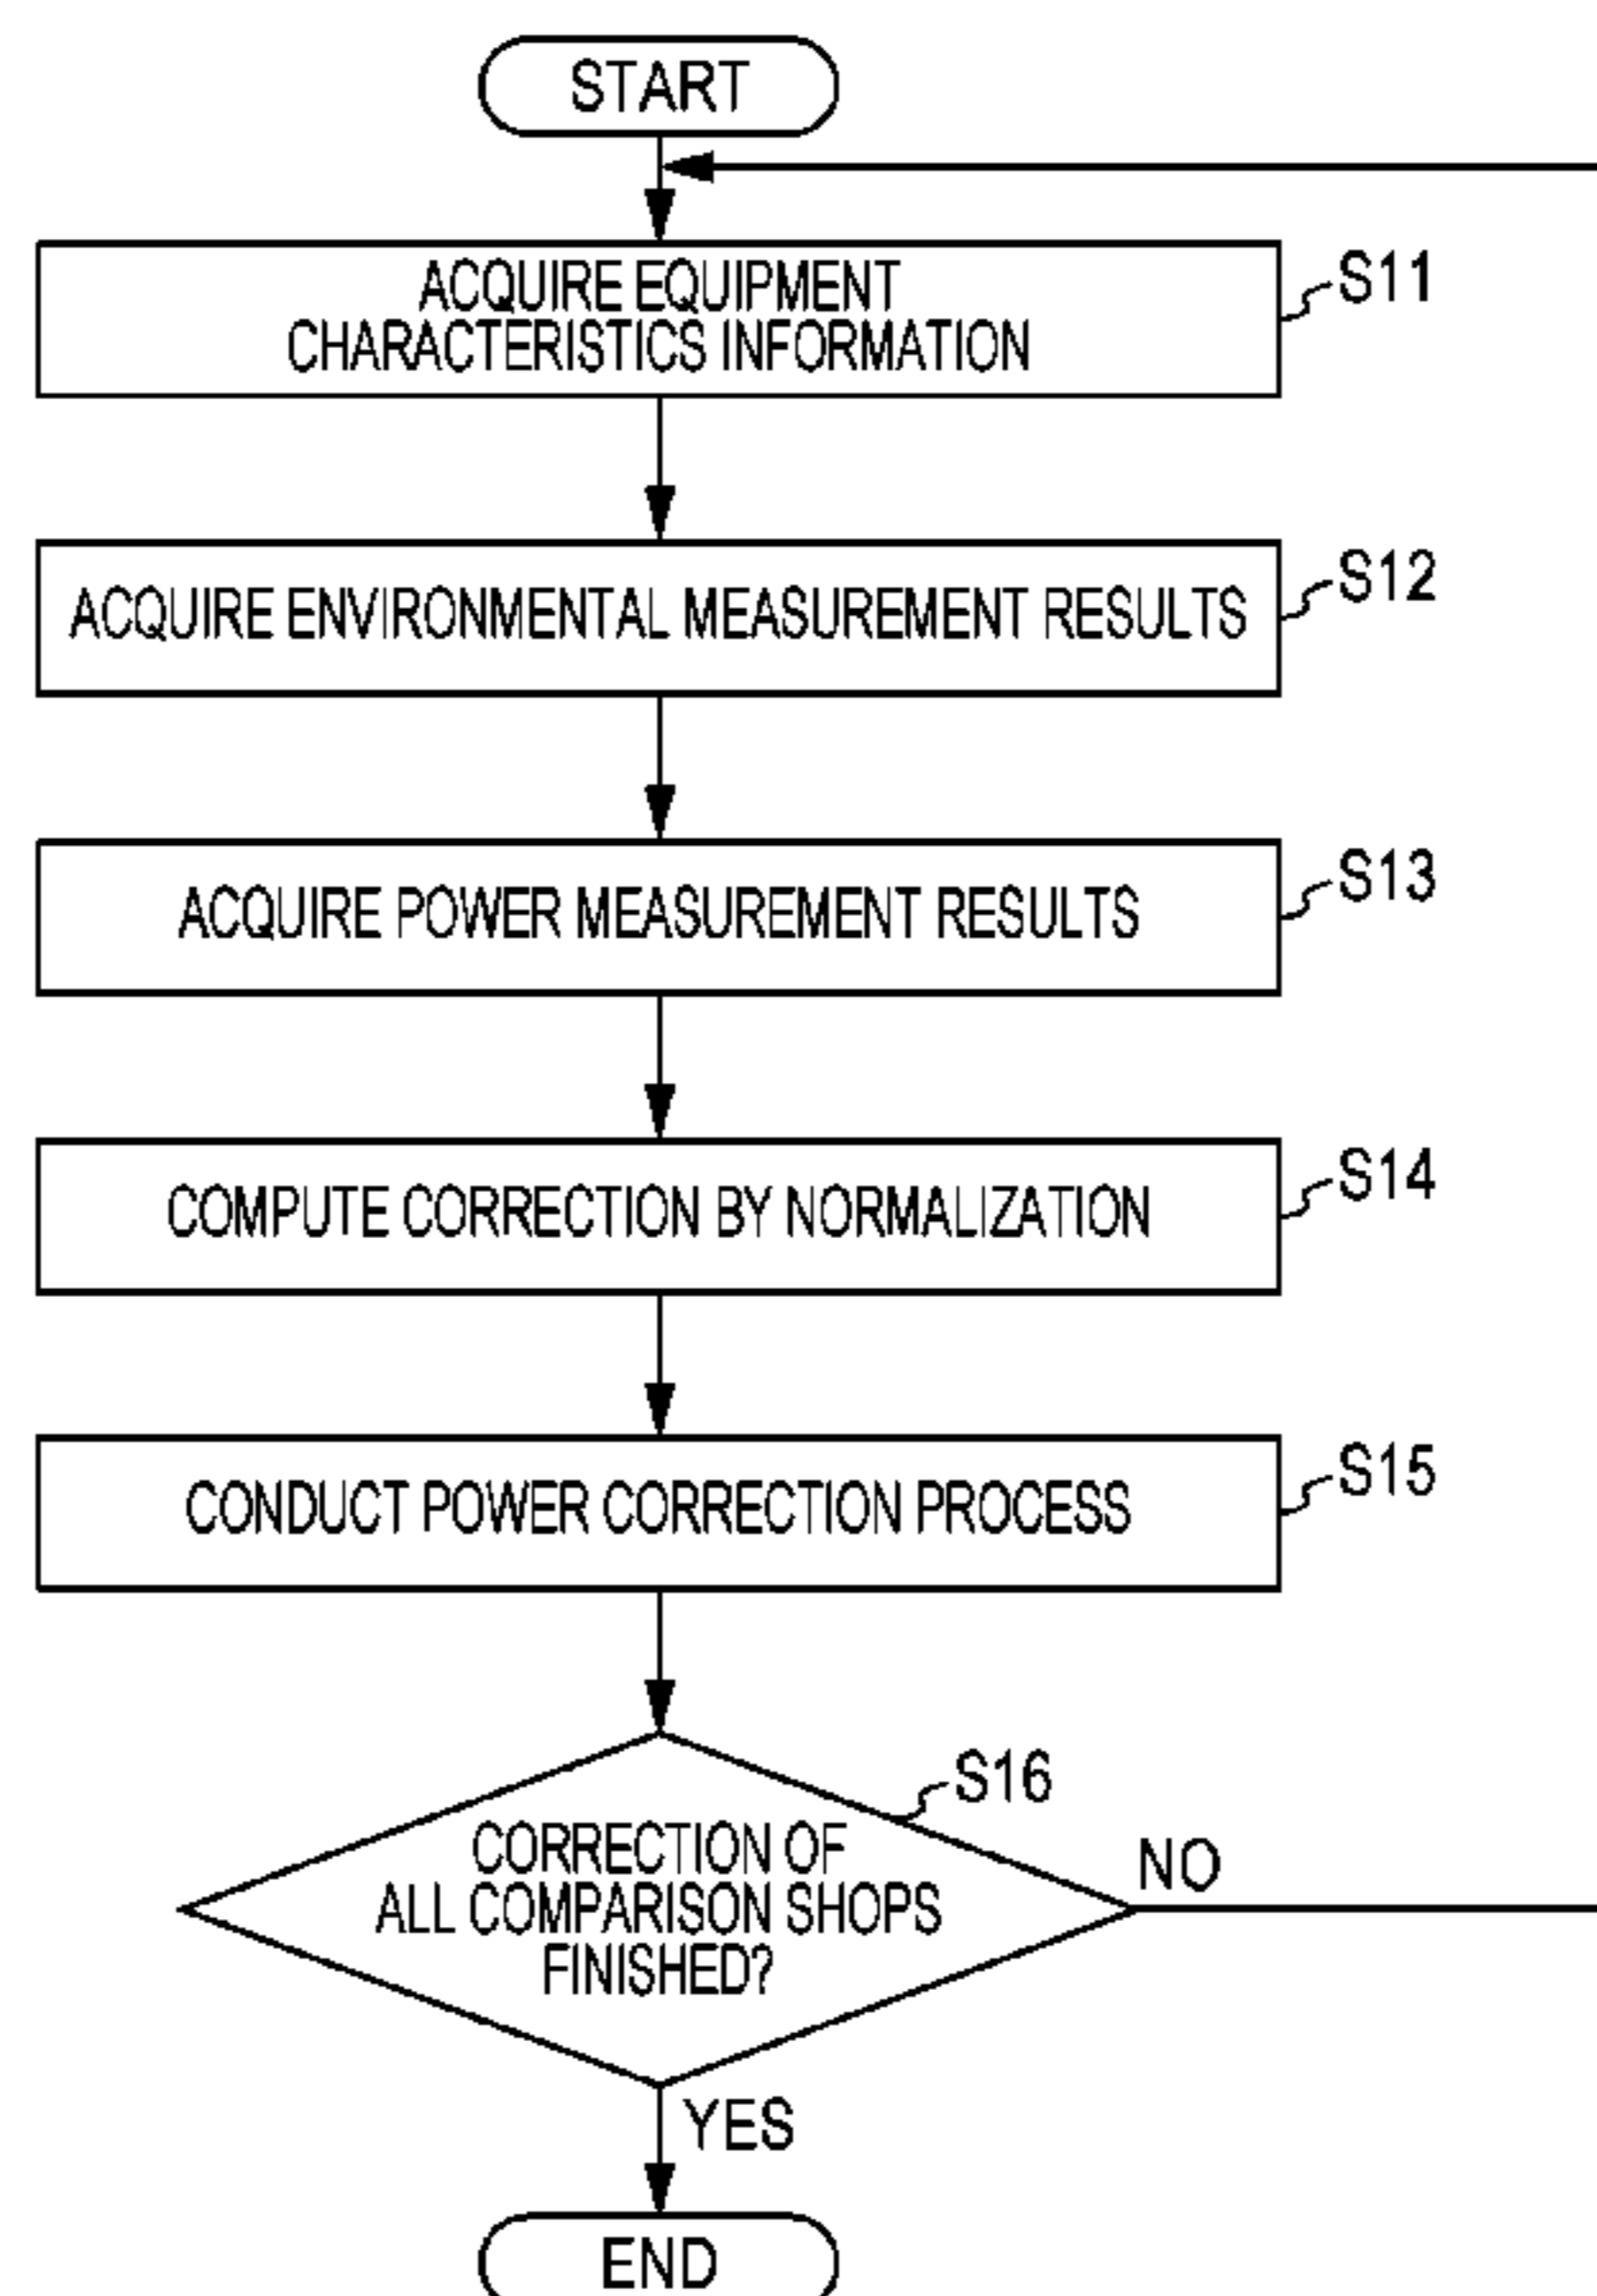 START
ACQUIRE EQUIPMENT
CHARACTERISTICS INFORMATION
S11
ACQUIRE ENVIRONMENTAL MEASUREMENT RESULTS
S12
ACQUIRE POWER MEASUREMENT RESULTS
S13
COMPUTE CORRECTION BY NORMALIZATION
S14
CONDUCT POWER CORRECTION PROCESS
S15
S16
CORRECTION OF
ALL COMPARISON SHOPS
FINISHED?
NO
YES
END